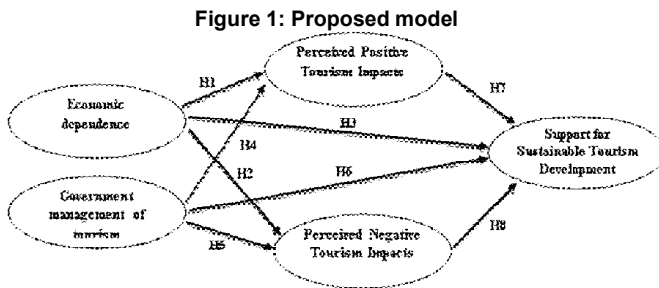 Figure 1: Proposed model
Perceived Positive
Tourism Impacts
H1
H7
Economic
dependence
H3
H4
Support for
Sustainable Tourism
Development
H2
H6
Government
management of
tourism
H5
Perceived Negative
Tourism Impacts
H8